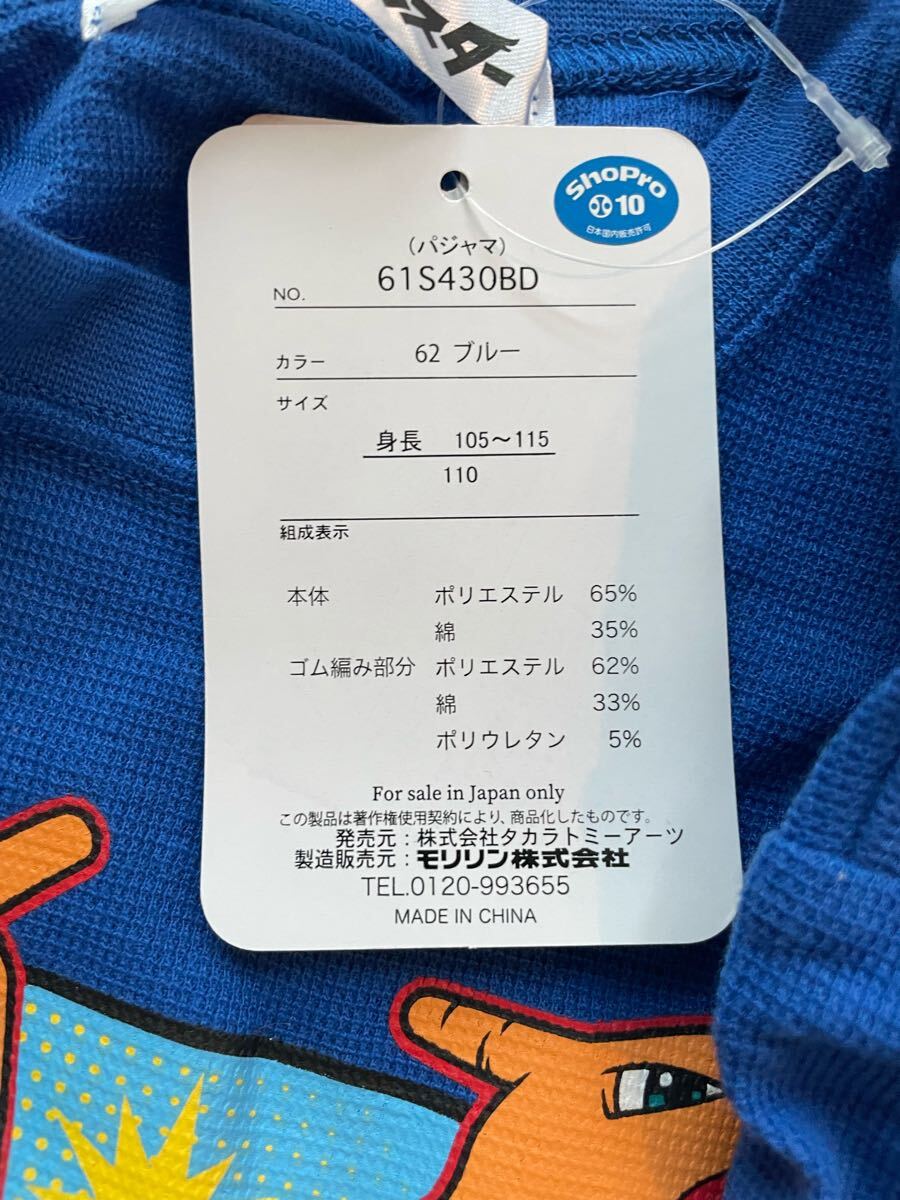 スター
ShoPro
10
日本国内販売許可
(パジャマ)
NO. 61S430BD
カラー 62 ブルー
サイズ
身長 105〜115
110
組成表示
本体 ポリエステル 65%
綿 35%
ゴム編み部分 ポリエステル 62%
綿 33%
ポリウレタン 5%
For sale in Japan only
この製品は著作権使用契約により、商品化したものです。
発売元:株式会社タカラトミーアーツ
製造販売元:モリリン株式会社
TEL.0120-993655
MADE IN CHINA